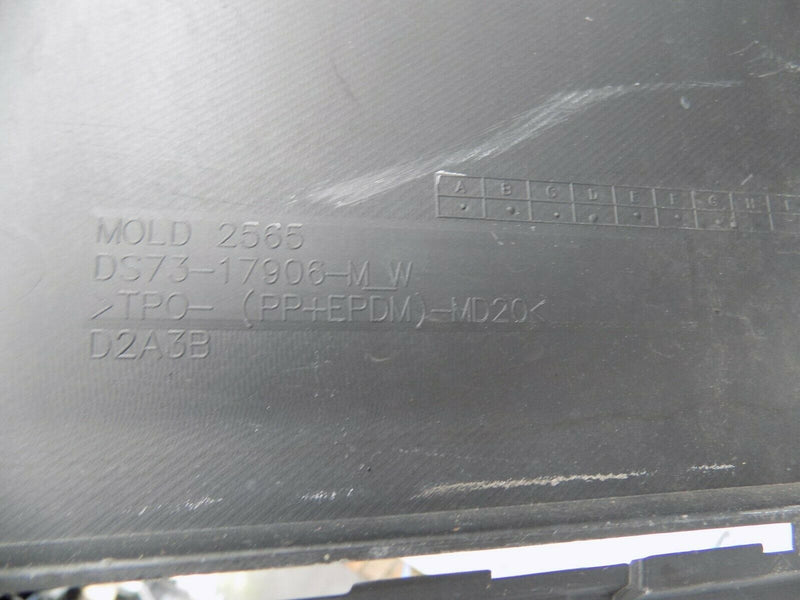 A B C D E F G H I
MOLD 2565
DS73-17906-M_W
>TPO-(PP+EPDM)-MD20<
D2A3B